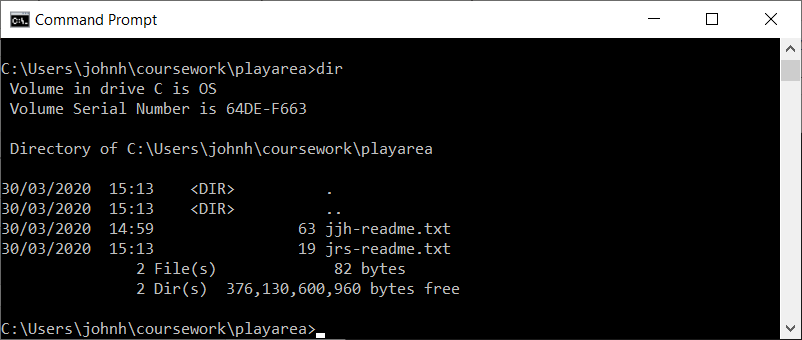 Command Prompt
C:\Users\johnh\coursework\playarea>dir
 Volume in drive C is OS
 Volume Serial Number is 64DE-F663
 Directory of C:\Users\johnh\coursework\playarea
30/03/2020  15:13    <DIR>          .
30/03/2020  15:13    <DIR>          ..
30/03/2020  14:59                63 jjh-readme.txt
30/03/2020  15:13                19 jrs-readme.txt
               2 File(s)             82 bytes
               2 Dir(s)  376,130,600,960 bytes free
C:\Users\johnh\coursework\playarea>